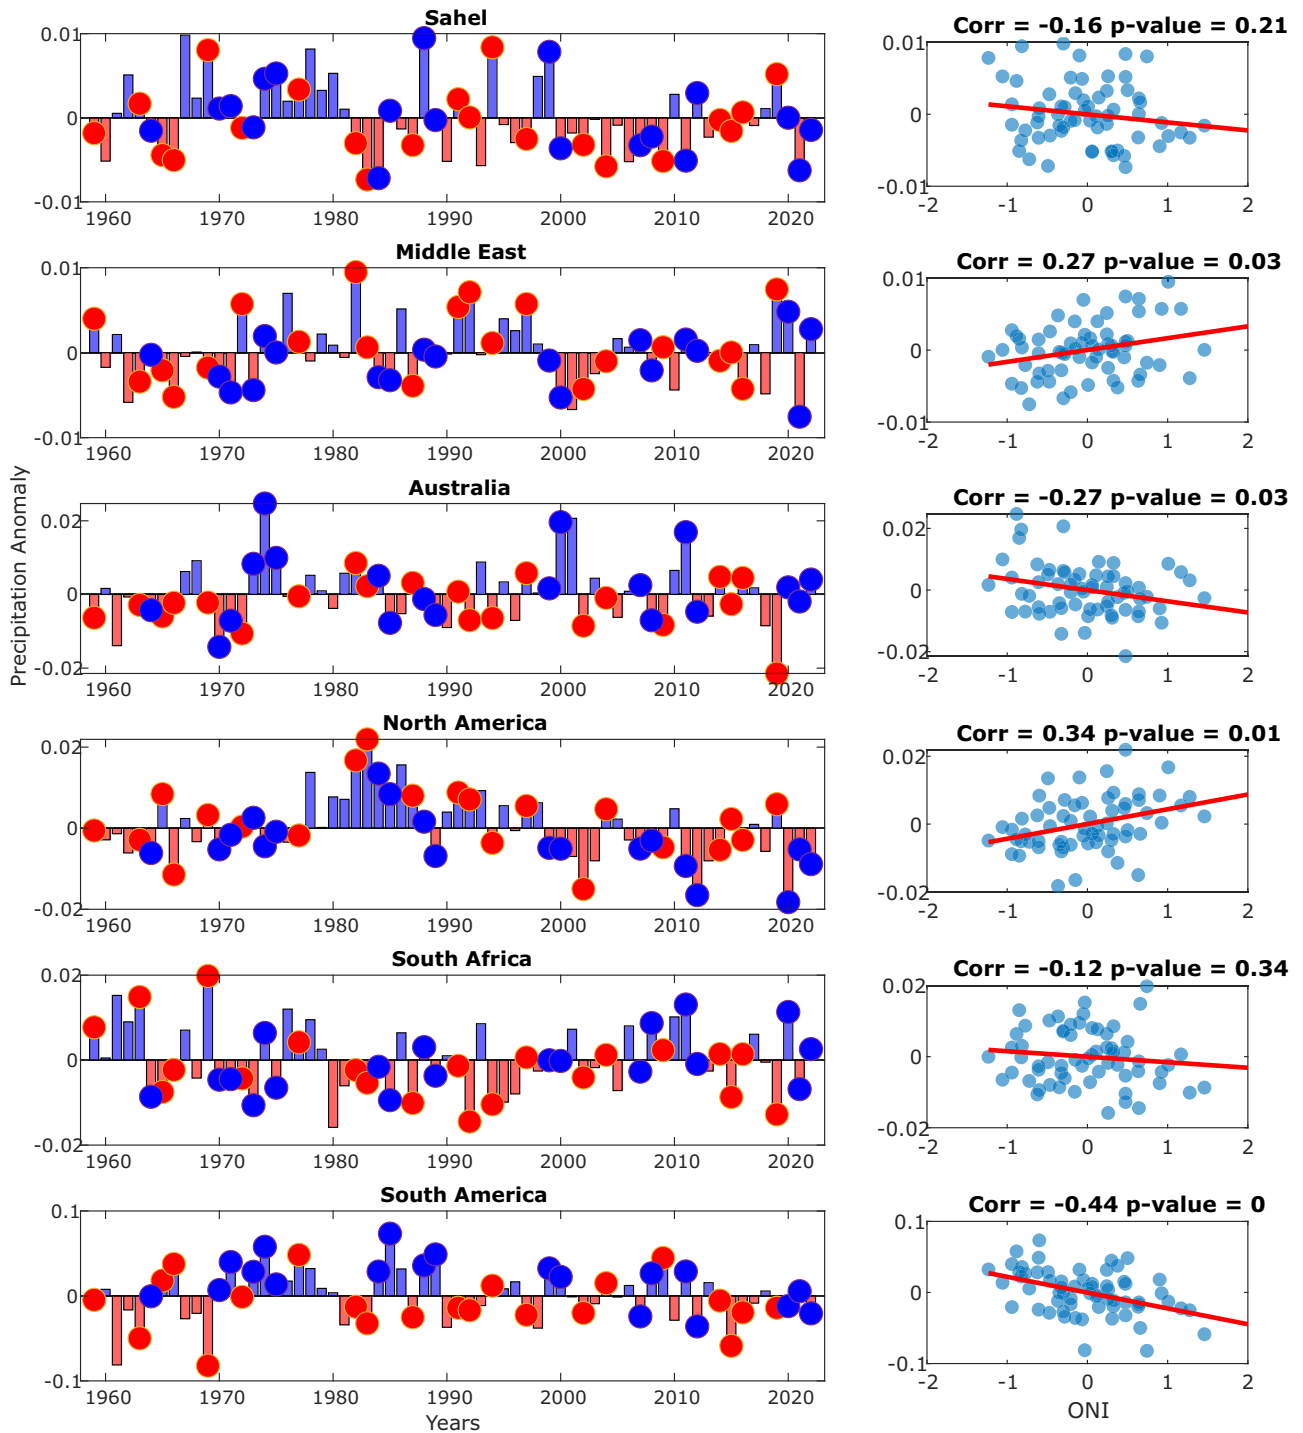 Sahel
Corr = -0.16 p-value = 0.21
0.01
0
-0.01
1960 1970 1980 1990 2000 2010 2020
0.01
0
-0.01
-2 -1 0 1 2
Middle East
Corr = 0.27 p-value = 0.03
0.01
0
-0.01
1960 1970 1980 1990 2000 2010 2020
0.01
0
-0.01
-2 -1 0 1 2
Precipitation Anomaly
Australia
Corr = -0.27 p-value = 0.03
0.02
0
-0.02
1960 1970 1980 1990 2000 2010 2020
0.02
0
-0.02
-2 -1 0 1 2
North America
Corr = 0.34 p-value = 0.01
0.02
0
-0.02
1960 1970 1980 1990 2000 2010 2020
0.02
0
-0.02
-2 -1 0 1 2
South Africa
Corr = -0.12 p-value = 0.34
0.02
0
-0.02
1960 1970 1980 1990 2000 2010 2020
0.02
0
-0.02
-2 -1 0 1 2
South America
Corr = -0.44 p-value = 0
0.1
0
-0.1
1960 1970 1980 1990 2000 2010 2020
Years
0.1
0
-0.1
-2 -1 0 1 2
ONI